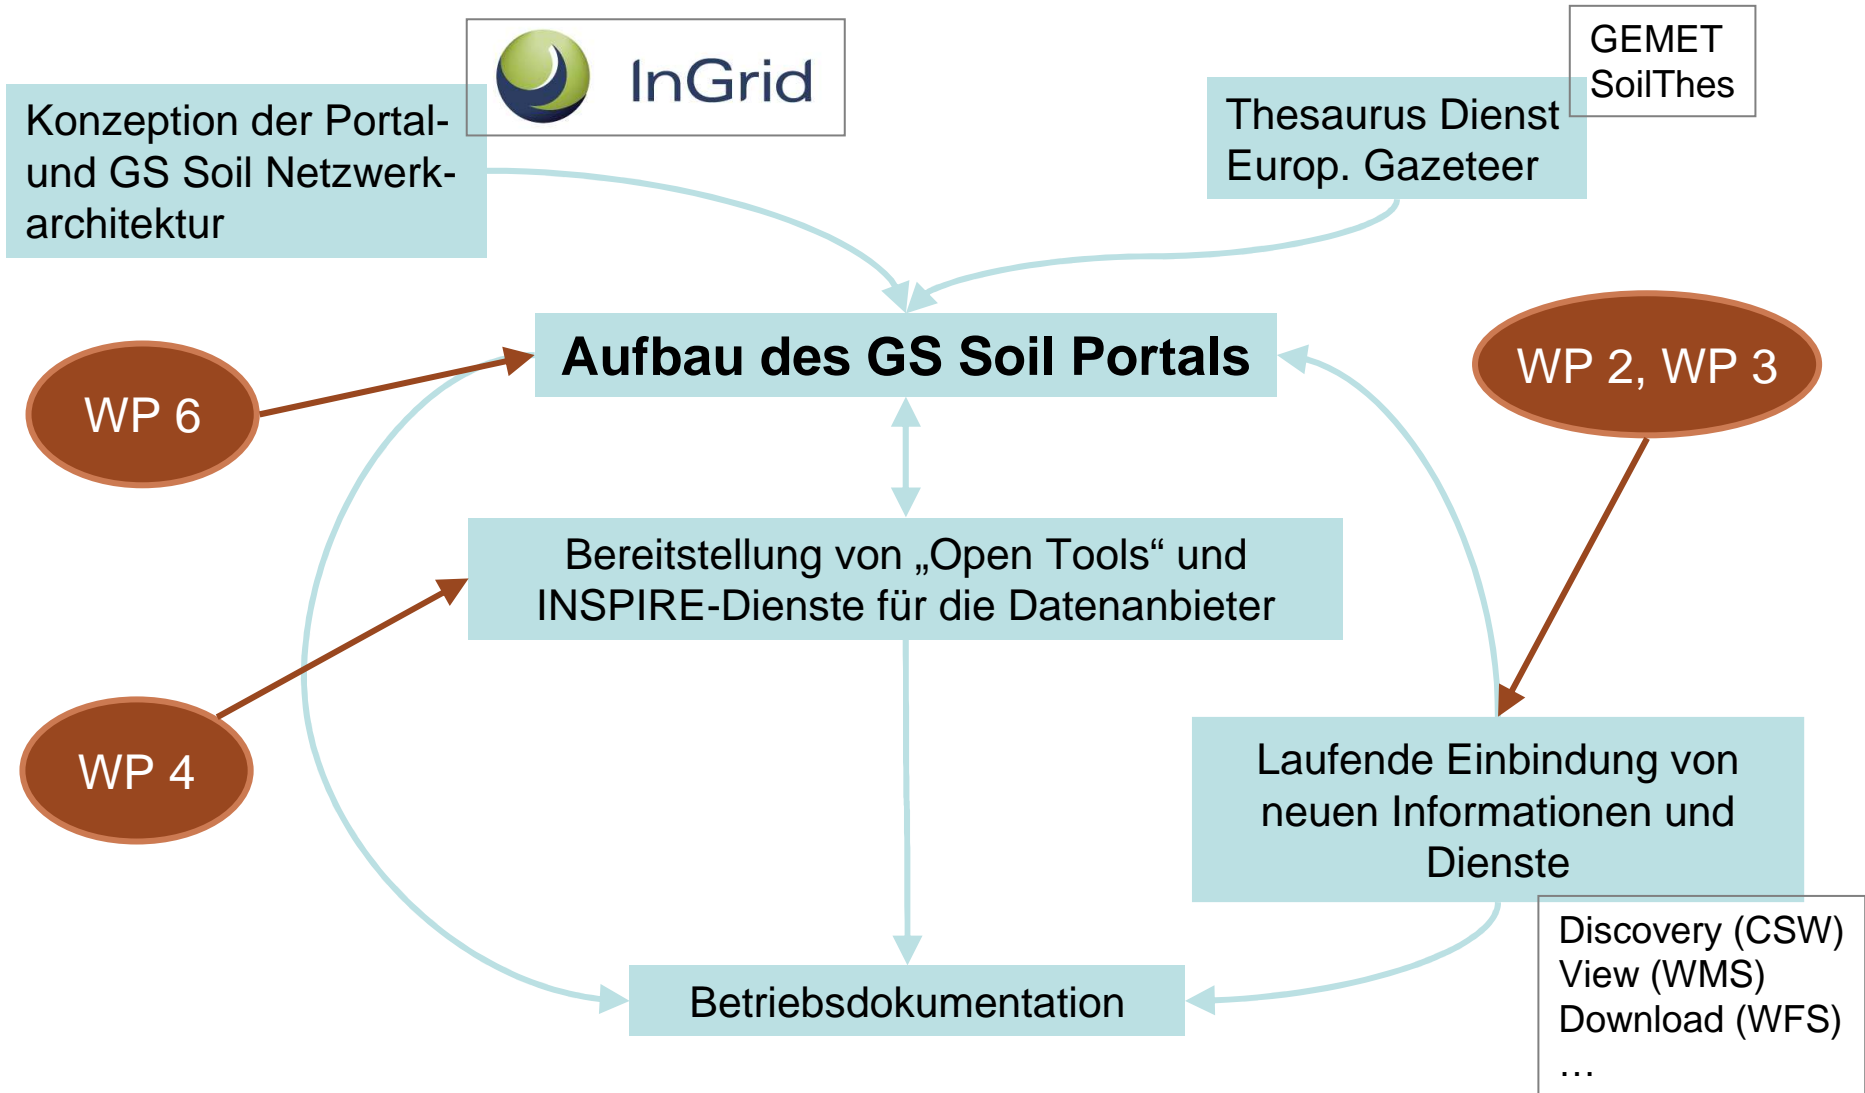 InGrid
GEMET
SoilThes
Konzeption der Portal-
und GS Soil Netzwerk-
architektur
Thesaurus Dienst
Europ. Gazeteer
Aufbau des GS Soil Portals
WP 6
WP 2, WP 3
Bereitstellung von „Open Tools“ und
INSPIRE-Dienste für die Datenanbieter
WP 4
Laufende Einbindung von
neuen Informationen und
Dienste
Discovery (CSW)
View (WMS)
Download (WFS)
…
Betriebsdokumentation